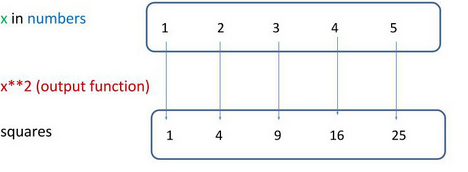 x in numbers
1 2 3 4 5
x**2 (output function)
squares
1 4 9 16 25